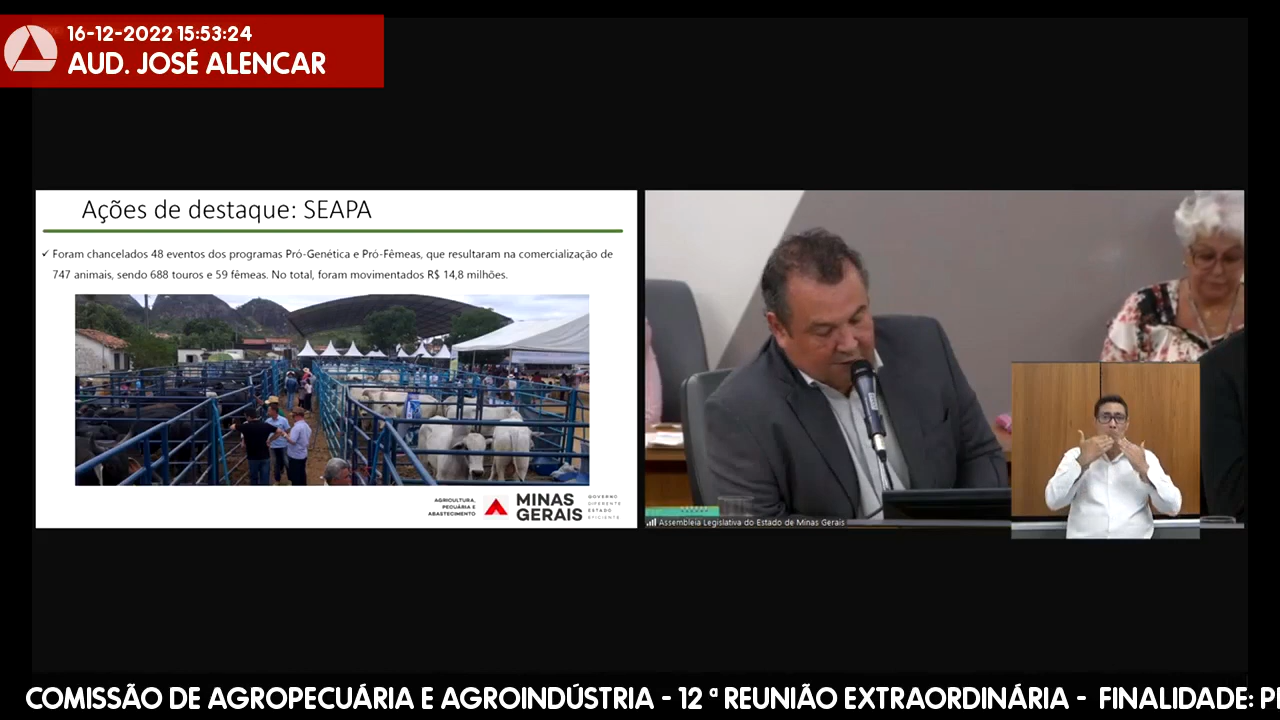 16-12-2022 15:53:24
AUD. JOSÉ ALENCAR
Ações de destaque: SEAPA
✓ Foram chancelados 48 eventos dos programas Pró-Genética e Pró-Fêmeas, que resultaram na comercialização de
747 animais, sendo 688 touros e 59 fêmeas. No total, foram movimentados R$ 14,8 milhões.
AGRICULTURA,
PECUÁRIA E
ABASTECIMENTO
MINAS
GERAIS
GOVERNO
DIFERENTE
ESTADO
EFICIENTE
Assembleia Legislativa do Estado de Minas Gerais
COMISSÃO DE AGROPECUÁRIA E AGROINDÚSTRIA - 12 ª REUNIÃO EXTRAORDINÁRIA - FINALIDADE: